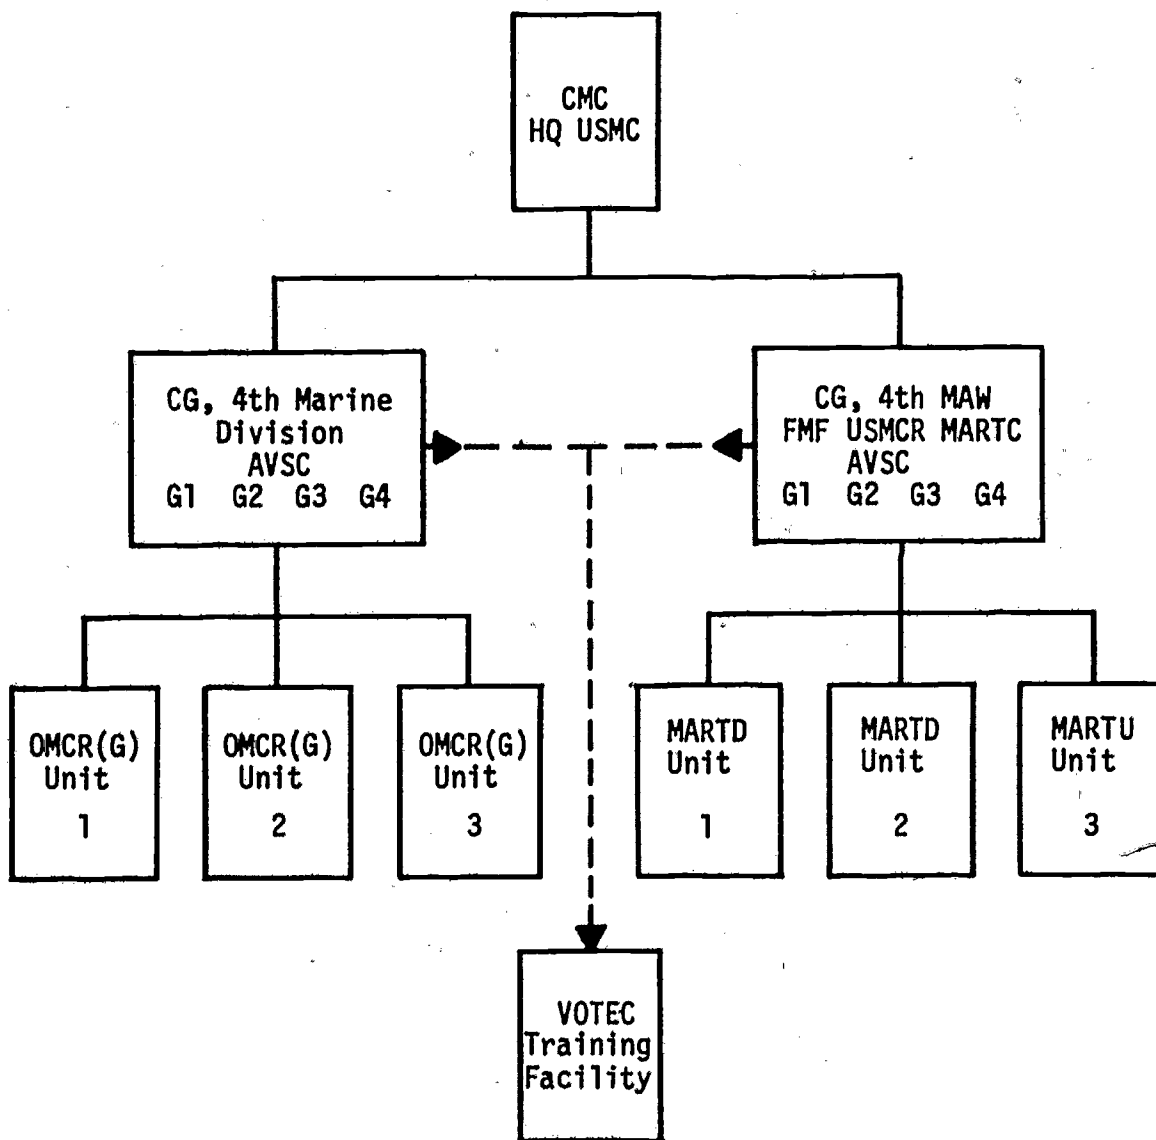 CMC
HQ USMC
CG, 4th Marine
Division
AVSC
G1 G2 G3 G4
CG, 4th MAW
FMF USMCR MARTC
AVSC
G1 G2 G3 G4
OMCR(G)
Unit
1
OMCR(G)
Unit
2
OMCR(G)
Unit
3
MARTD
Unit
1
MARTD
Unit
2
MARTU
Unit
3
VOTEC
Training
Facility